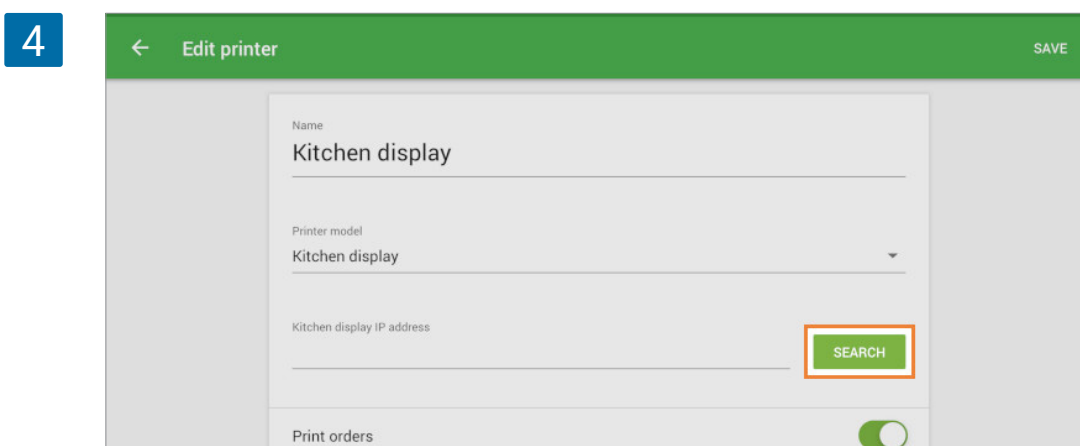 4
Edit printer
SAVE
Name
Kitchen display
Printer model
Kitchen display
Kitchen display IP address
SEARCH
Print orders